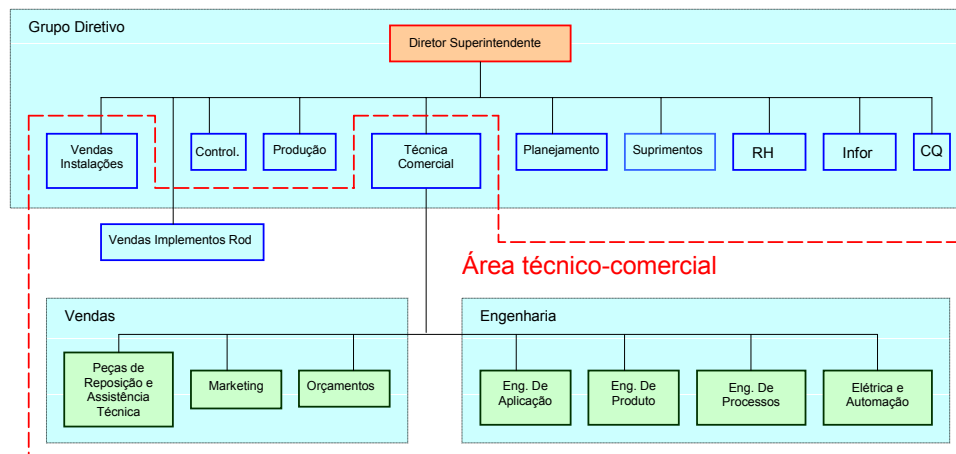 Grupo Diretivo
Diretor Superintendente
Vendas
Instalações
Control.
Produção
Técnica
Comercial
Planejamento
Suprimentos
RH
Infor
CQ
Vendas Implementos Rod
Área técnico-comercial
Vendas
Engenharia
Peças de
Reposição e
Assistência
Técnica
Marketing
Orçamentos
Eng. De
Aplicação
Eng. De
Produto
Eng. De
Processos
Elétrica e
Automação